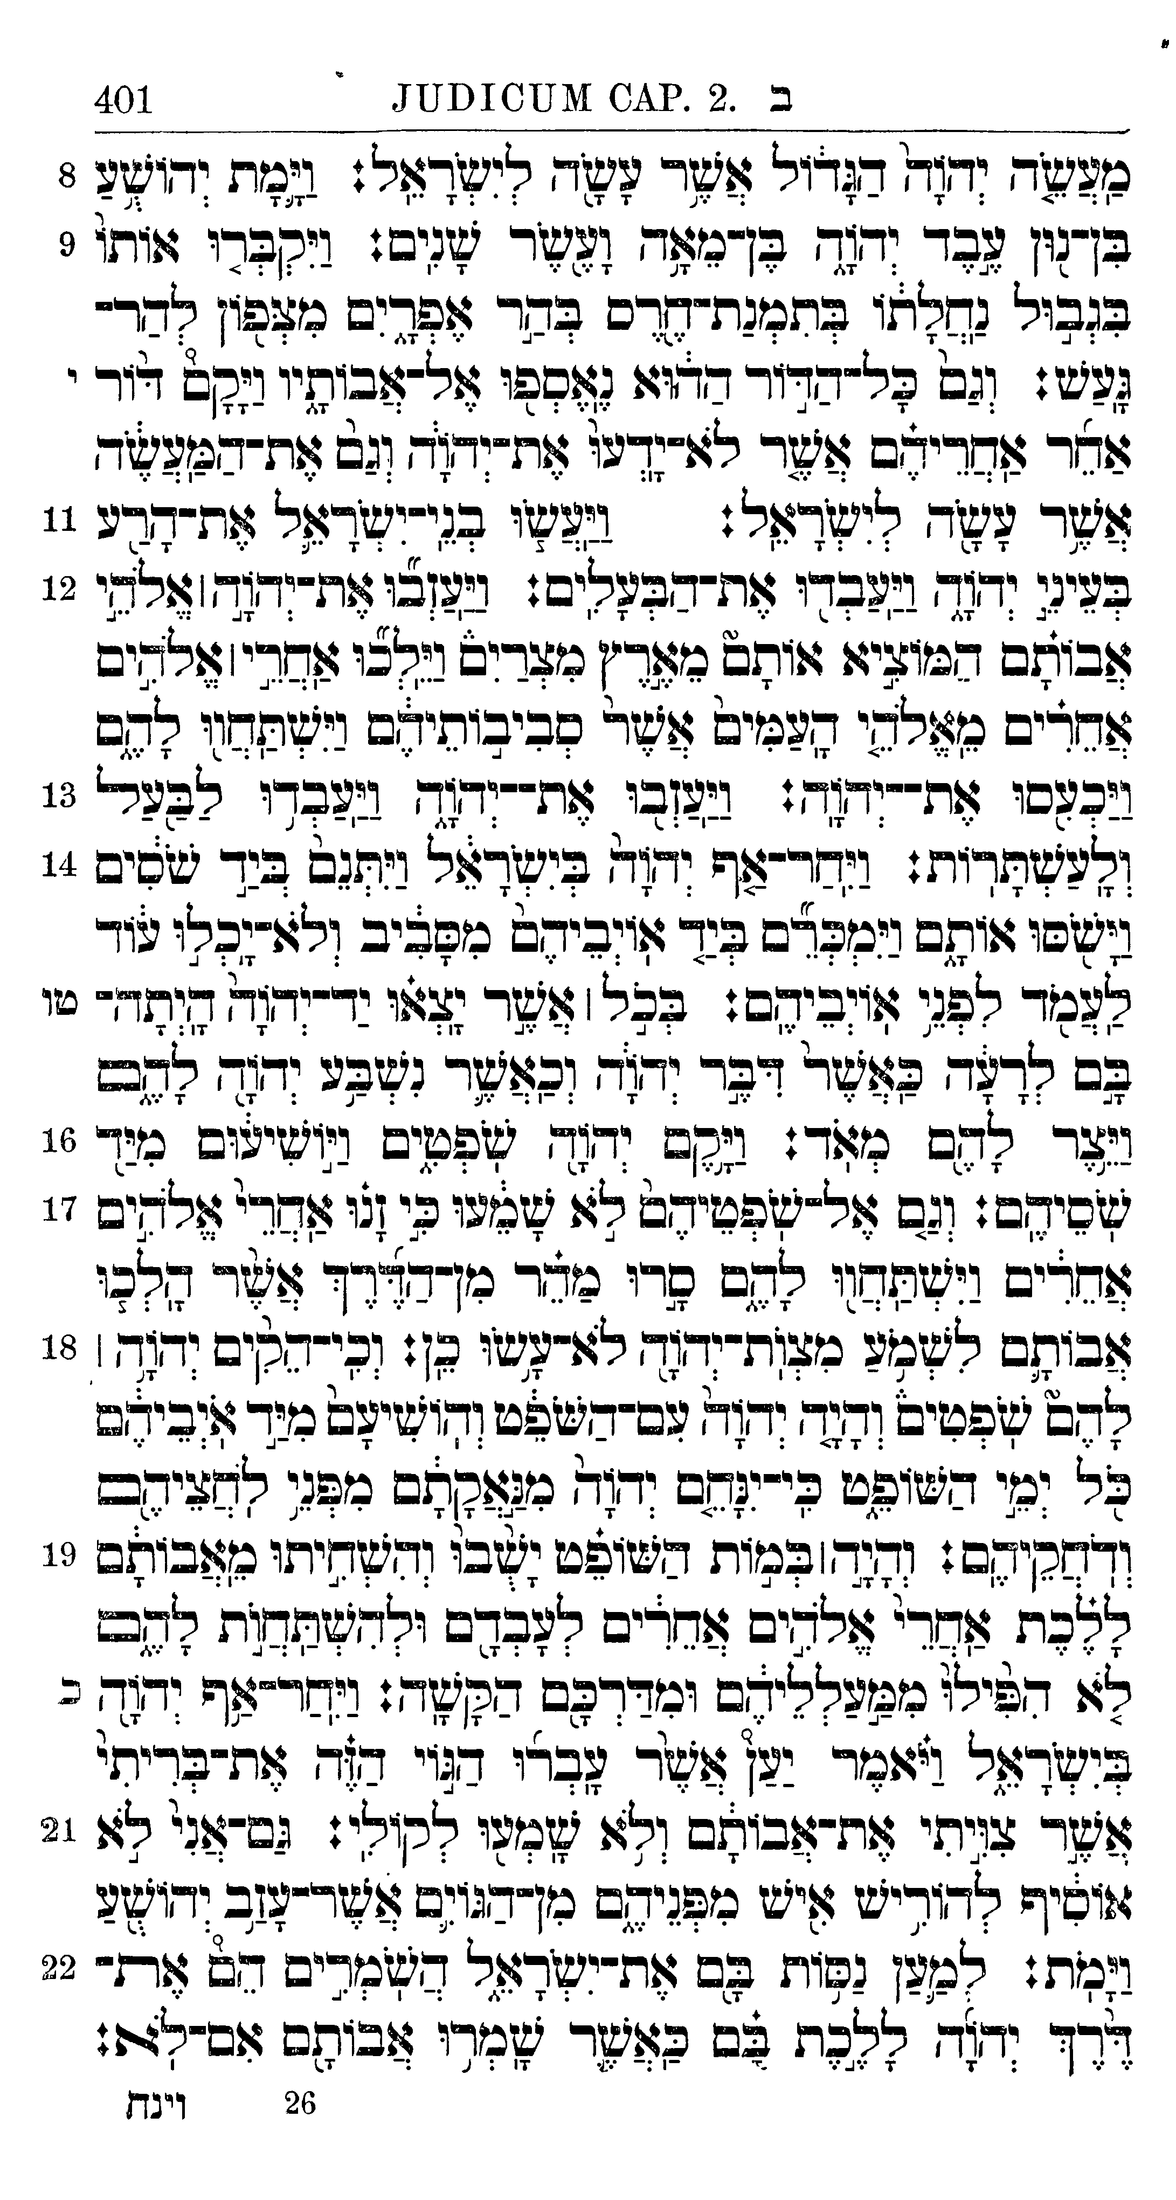 401 JUDICUM CAP. 2. ב
8 מַעֲשֵׂה יְהוָה הַגָּדוֹל אֲשֶׁר עָשָׂה לְיִשְׂרָאֵל׃ וַיָּמָת יְהוֹשֻׁעַ
9 בִּן־נוּן עֶבֶד יְהוָה בֶּן־מֵאָה וָעֶשֶׂר שָׁנִים׃ וַיִּקְבְּרוּ אוֹתוֹ
בִּגְבוּל נַחֲלָתוֹ בְּתִמְנַת־חֶרֶס בְּהַר אֶפְרָיִם מִצְּפוֹן לְהַר־
י גָּעַשׁ׃ וְגַם כָּל־הַדּוֹר הַהוּא נֶאֶסְפוּ אֶל־אֲבוֹתָיו וַיָּקָם דּוֹר
אַחֵר אַחֲרֵיהֶם אֲשֶׁר לֹא־יָדְעוּ אֶת־יְהוָה וְגַם אֶת־הַמַּעֲשֶׂה
11 אֲשֶׁר עָשָׂה לְיִשְׂרָאֵל׃ וַיַּעֲשׂוּ בְנֵי־יִשְׂרָאֵל אֶת־הָרַע
12 בְּעֵינֵי יְהוָה וַיַּעַבְדוּ אֶת־הַבְּעָלִים׃ וַיַּעַזְבוּ אֶת־יְהוָה ׀ אֱלֹהֵי
אֲבוֹתָם הַמּוֹצִיא אוֹתָם מֵאֶרֶץ מִצְרַיִם וַיֵּלְכוּ אַחֲרֵי ׀ אֱלֹהִים
אֲחֵרִים מֵאֱלֹהֵי הָעַמִּים אֲשֶׁר סְבִיבוֹתֵיהֶם וַיִּשְׁתַּחֲווּ לָהֶם
13 וַיַּכְעִסוּ אֶת־יְהוָה׃ וַיַּעַזְבוּ אֶת־יְהוָה וַיַּעַבְדוּ לַבַּעַל
14 וְלָעַשְׁתָּרוֹת׃ וַיִּחַר־אַף יְהוָה בְּיִשְׂרָאֵל וַיִּתְּנֵם בְּיַד שֹׁסִים
וַיָּשֹׁסּוּ אוֹתָם וַיִּמְכְּרֵם בְּיַד אוֹיְבֵיהֶם מִסָּבִיב וְלֹא־יָכְלוּ עוֹד
טו לַעֲמֹד לִפְנֵי אוֹיְבֵיהֶם׃ בְּכֹל ׀ אֲשֶׁר יָצְאוּ יַד־יְהוָה הָיְתָה־
בָּם לְרָעָה כַּאֲשֶׁר דִּבֶּר יְהוָה וְכַאֲשֶׁר נִשְׁבַּע יְהוָה לָהֶם
16 וַיֵּצֶר לָהֶם מְאֹד׃ וַיָּקֶם יְהוָה שֹׁפְטִים וַיּוֹשִׁיעוּם מִיַּד
17 שֹׁסֵיהֶם׃ וְגַם אֶל־שֹׁפְטֵיהֶם לֹא שָׁמֵעוּ כִּי זָנוּ אַחֲרֵי אֱלֹהִים
אֲחֵרִים וַיִּשְׁתַּחֲווּ לָהֶם סָרוּ מַהֵר מִן־הַדֶּרֶךְ אֲשֶׁר הָלְכוּ
18 אֲבוֹתָם לִשְׁמֹעַ מִצְוֹת־יְהוָה לֹא־עָשׂוּ כֵן׃ וְכִי־הֵקִים יְהוָה ׀
לָהֶם שֹׁפְטִים וְהָיָה יְהוָה עִם־הַשֹּׁפֵט וְהוֹשִׁיעָם מִיַּד אֹיְבֵיהֶם
כֹּל יְמֵי הַשּׁוֹפֵט כִּי־יִנָּחֵם יְהוָה מִנַּאֲקָתָם מִפְּנֵי לֹחֲצֵיהֶם
19 וְדֹחֲקֵיהֶם׃ וְהָיָה ׀ בְּמוֹת הַשּׁוֹפֵט יָשֻׁבוּ וְהִשְׁחִיתוּ מֵאֲבוֹתָם
לָלֶכֶת אַחֲרֵי אֱלֹהִים אֲחֵרִים לְעָבְדָם וּלְהִשְׁתַּחֲוֹת לָהֶם
כ לֹא הִפִּילוּ מִמַּעַלְלֵיהֶם וּמִדַּרְכָּם הַקָּשָׁה׃ וַיִּחַר־אַף יְהוָה
בְּיִשְׂרָאֵל וַיֹּאמֶר יַעַן אֲשֶׁר עָבְרוּ הַגּוֹי הַזֶּה אֶת־בְּרִיתִי
21 אֲשֶׁר צִוִּיתִי אֶת־אֲבוֹתָם וְלֹא שָׁמְעוּ לְקוֹלִי׃ גַּם־אֲנִי לֹא
אוֹסִיף לְהוֹרִישׁ אִישׁ מִפְּנֵיהֶם מִן־הַגּוֹיִם אֲשֶׁר־עָזַב יְהוֹשֻׁעַ
22 וַיָּמֹת׃ לְמַעַן נַסּוֹת בָּם אֶת־יִשְׂרָאֵל הֲשֹׁמְרִים הֵם אֶת־
דֶּרֶךְ יְהוָה לָלֶכֶת בָּם כַּאֲשֶׁר שָׁמְרוּ אֲבוֹתָם אִם־לֹא׃
26 וינח